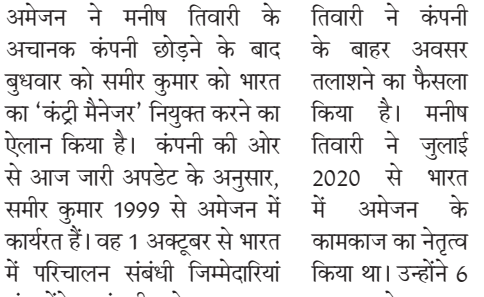 अमेजन ने मनीष तिवारी के
अचानक कंपनी छोड़ने के बाद
बुधवार को समीर कुमार को भारत
का ‘कंट्री मैनेजर’ नियुक्त करने का
ऐलान किया है। कंपनी की ओर
से आज जारी अपडेट के अनुसार,
समीर कुमार 1999 से अमेजन में
कार्यरत हैं। वह 1 अक्टूबर से भारत
में परिचालन संबंधी जिम्मेदारियां
तिवारी ने कंपनी
के बाहर अवसर
तलाशने का फैसला
किया है। मनीष
तिवारी ने जुलाई
2020 से भारत
में अमेजन के
कामकाज का नेतृत्व
किया था। उन्होंने 6